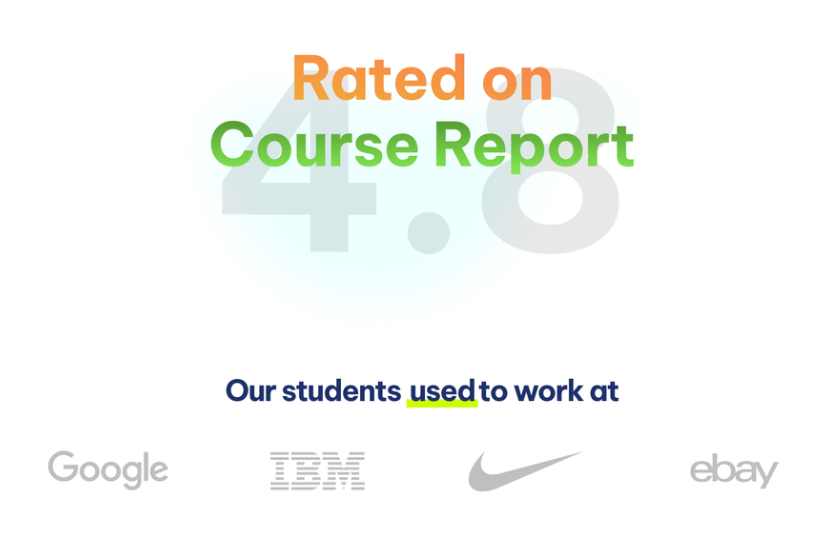 Rated on
Course Report
4.8
Our students used to work at
Google
IBM
ebay